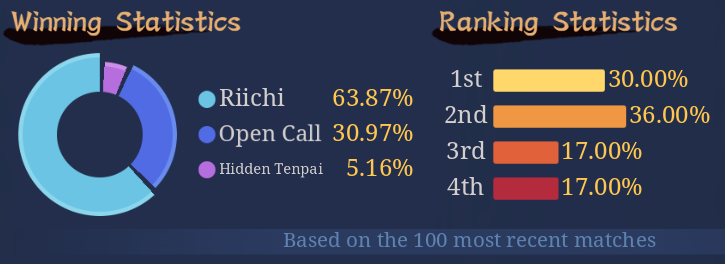 Winning Statistics
Riichi 63.87%
Open Call 30.97%
Hidden Tenpai 5.16%
Ranking Statistics
1st 30.00%
2nd 36.00%
3rd 17.00%
4th 17.00%
Based on the 100 most recent matches